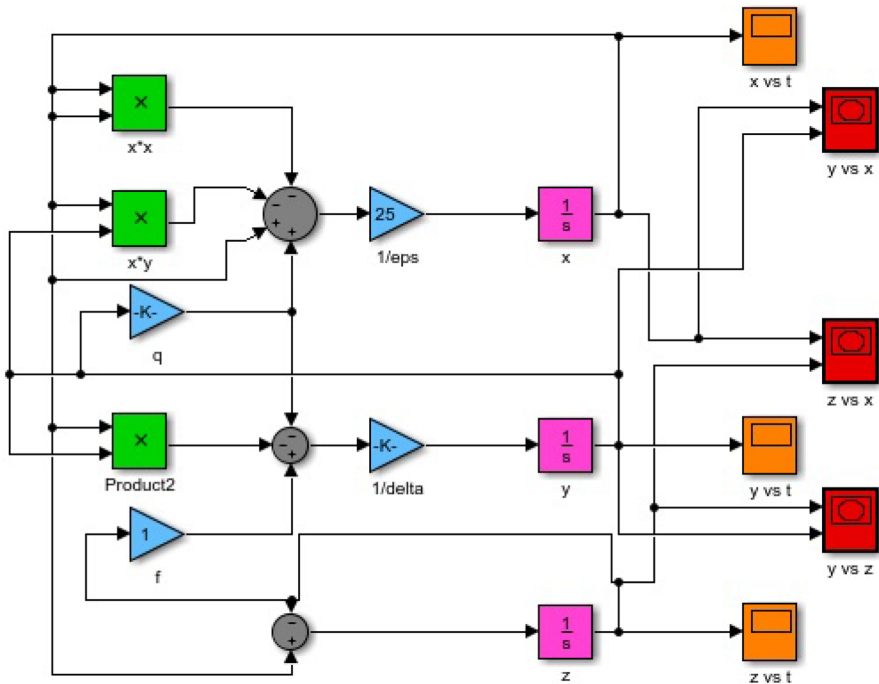 x vs t
×
x*x
y vs x
×
x*y
25
1/eps
1
s
x
-K-
q
z vs x
×
Product2
-K-
1/delta
1
s
y
y vs t
1
f
y vs z
1
s
z
z vs t